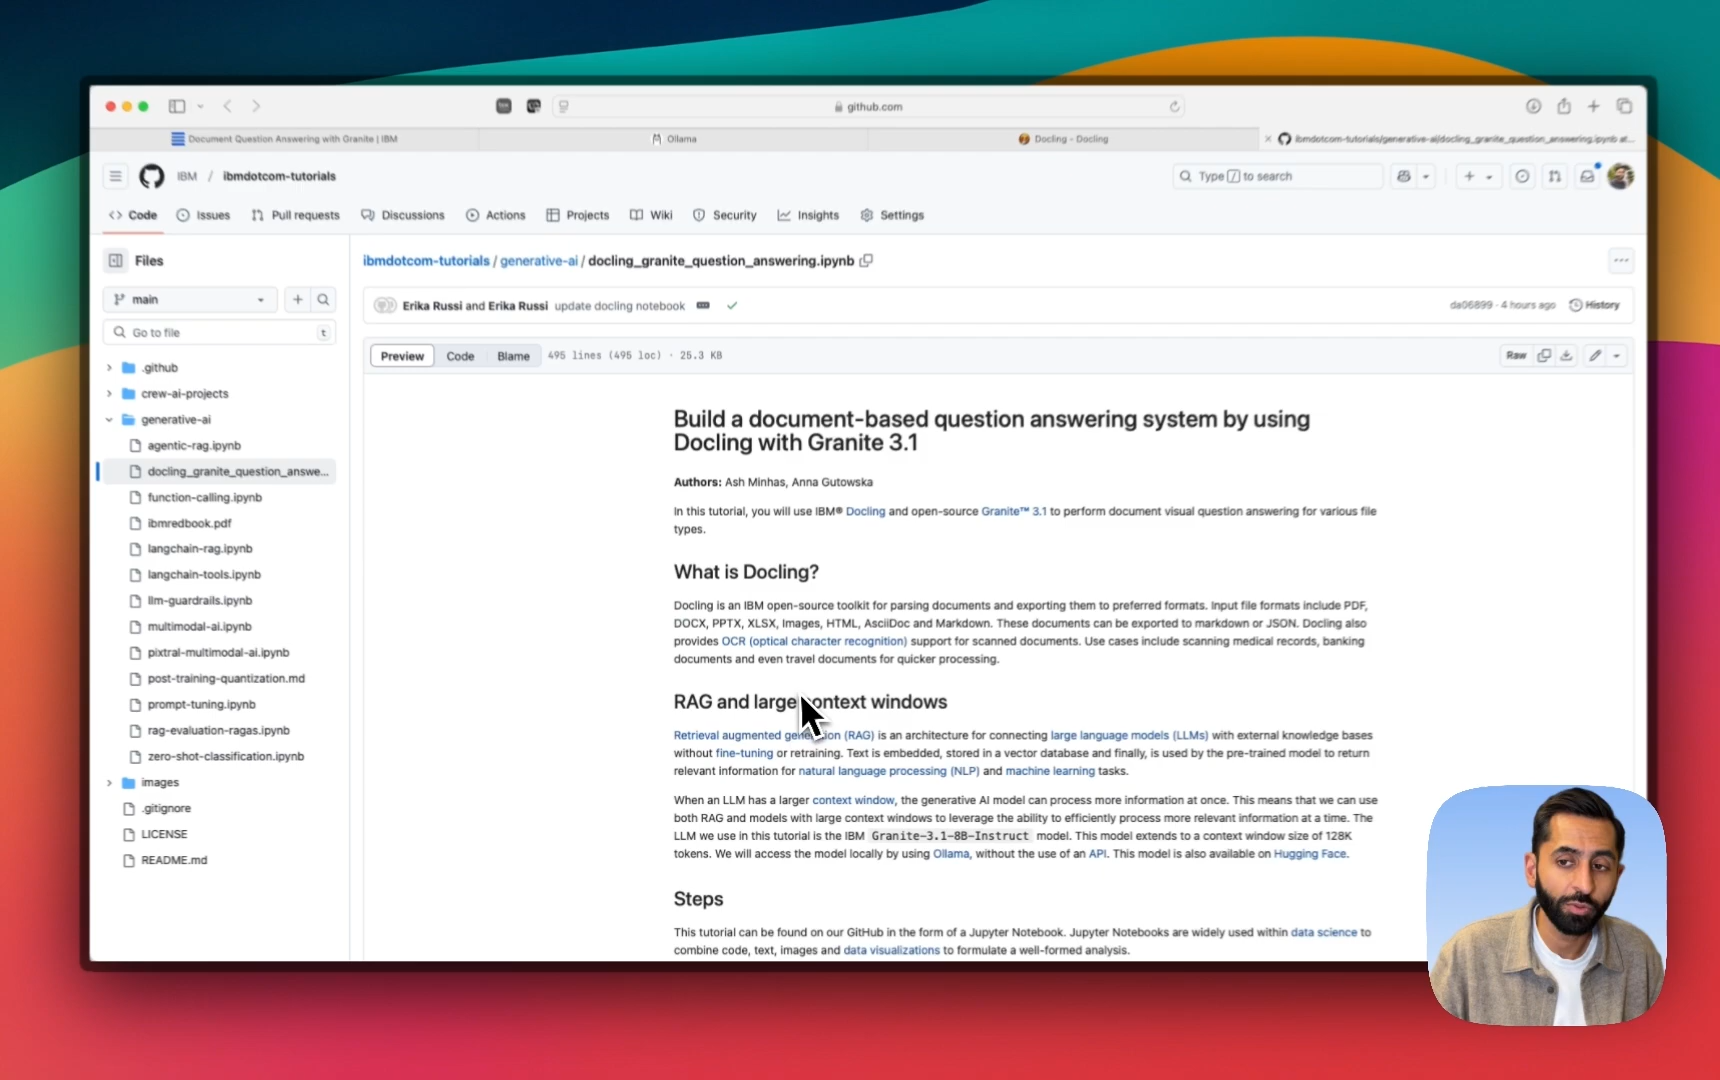 github.com
Document Question Answering with Granite | IBM
Ollama
Docling - Docling
ibmdotcom-tutorials/generative-ai/docling_granite_question_answering.ipynb at...
IBM / ibmdotcom-tutorials
Type / to search
Code
Issues
Pull requests
Discussions
Actions
Projects
Wiki
Security
Insights
Settings
Files
main
Go to file
t
.github
crew-ai-projects
generative-ai
agentic-rag.ipynb
docling_granite_question_answe...
function-calling.ipynb
ibmredbook.pdf
langchain-rag.ipynb
langchain-tools.ipynb
llm-guardrails.ipynb
multimodal-ai.ipynb
pixtral-multimodal-ai.ipynb
post-training-quantization.md
prompt-tuning.ipynb
rag-evaluation-ragas.ipynb
zero-shot-classification.ipynb
images
.gitignore
LICENSE
README.md
ibmdotcom-tutorials / generative-ai / docling_granite_question_answering.ipynb
Erika Russi and Erika Russi update docling notebook
da06899 · 4 hours ago
History
Preview
Code
Blame
495 lines (495 loc) · 25.3 KB
Raw
Build a document-based question answering system by using
Docling with Granite 3.1
Authors: Ash Minhas, Anna Gutowska
In this tutorial, you will use IBM® Docling and open-source Granite™ 3.1 to perform document visual question answering for various file
types.
What is Docling?
Docling is an IBM open-source toolkit for parsing documents and exporting them to preferred formats. Input file formats include PDF,
DOCX, PPTX, XLSX, Images, HTML, AsciiDoc and Markdown. These documents can be exported to markdown or JSON. Docling also
provides OCR (optical character recognition) support for scanned documents. Use cases include scanning medical records, banking
documents and even travel documents for quicker processing.
RAG and large context windows
Retrieval augmented generation (RAG) is an architecture for connecting large language models (LLMs) with external knowledge bases
without fine-tuning or retraining. Text is embedded, stored in a vector database and finally, is used by the pre-trained model to return
relevant information for natural language processing (NLP) and machine learning tasks.
When an LLM has a larger context window, the generative AI model can process more information at once. This means that we can use
both RAG and models with large context windows to leverage the ability to efficiently process more relevant information at a time. The
LLM we use in this tutorial is the IBM Granite-3.1-8B-Instruct model. This model extends to a context window size of 128K
tokens. We will access the model locally by using Ollama, without the use of an API. This model is also available on Hugging Face.
Steps
This tutorial can be found on our GitHub in the form of a Jupyter Notebook. Jupyter Notebooks are widely used within data science to
combine code, text, images and data visualizations to formulate a well-formed analysis.